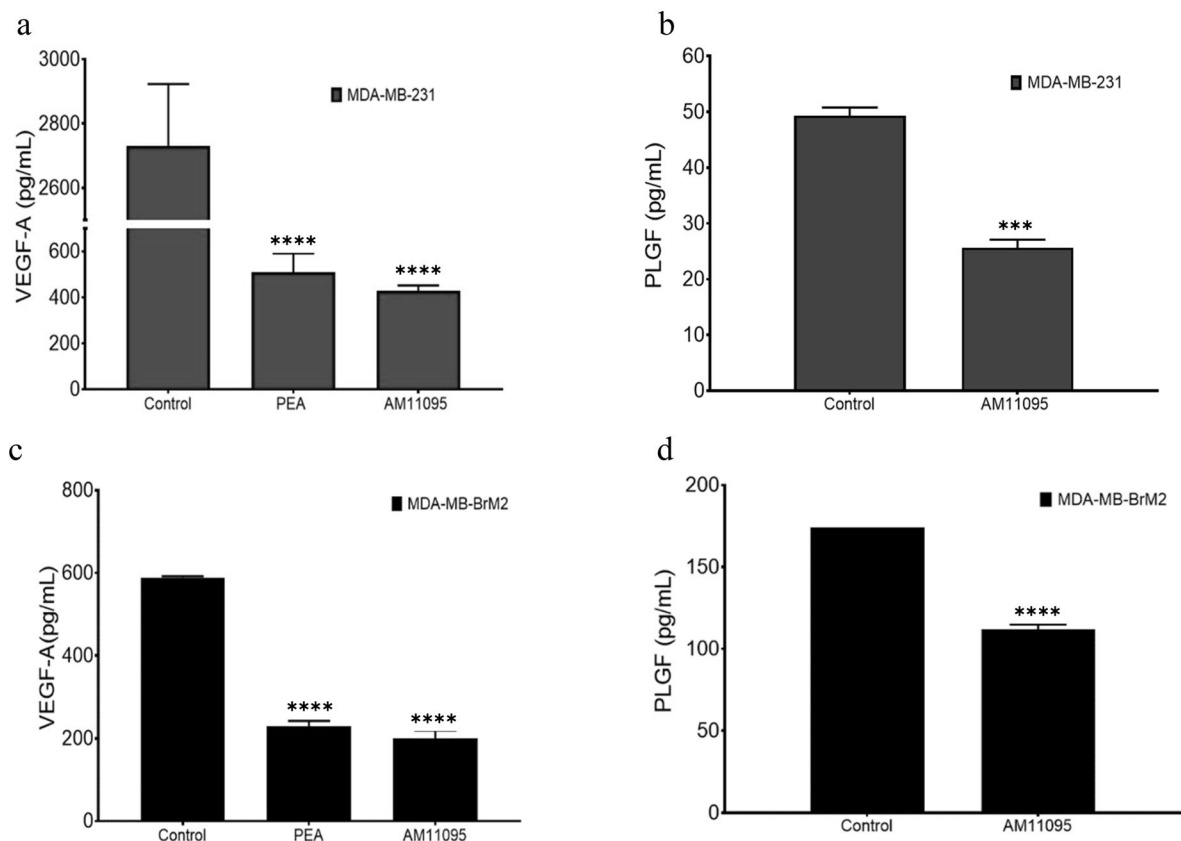 a
VEGF-A (pg/mL)
3000
2800
2600
600
400
200
0
MDA-MB-231
****
****
Control PEA AM11095
b
PLGF (pg/mL)
60
50
40
30
20
10
0
MDA-MB-231
***
Control AM11095
c
VEGF-A(pg/mL)
800
600
400
200
0
MDA-MB-BrM2
****
****
Control PEA AM11095
d
PLGF (pg/mL)
200
150
100
50
0
MDA-MB-BrM2
****
Control AM11095